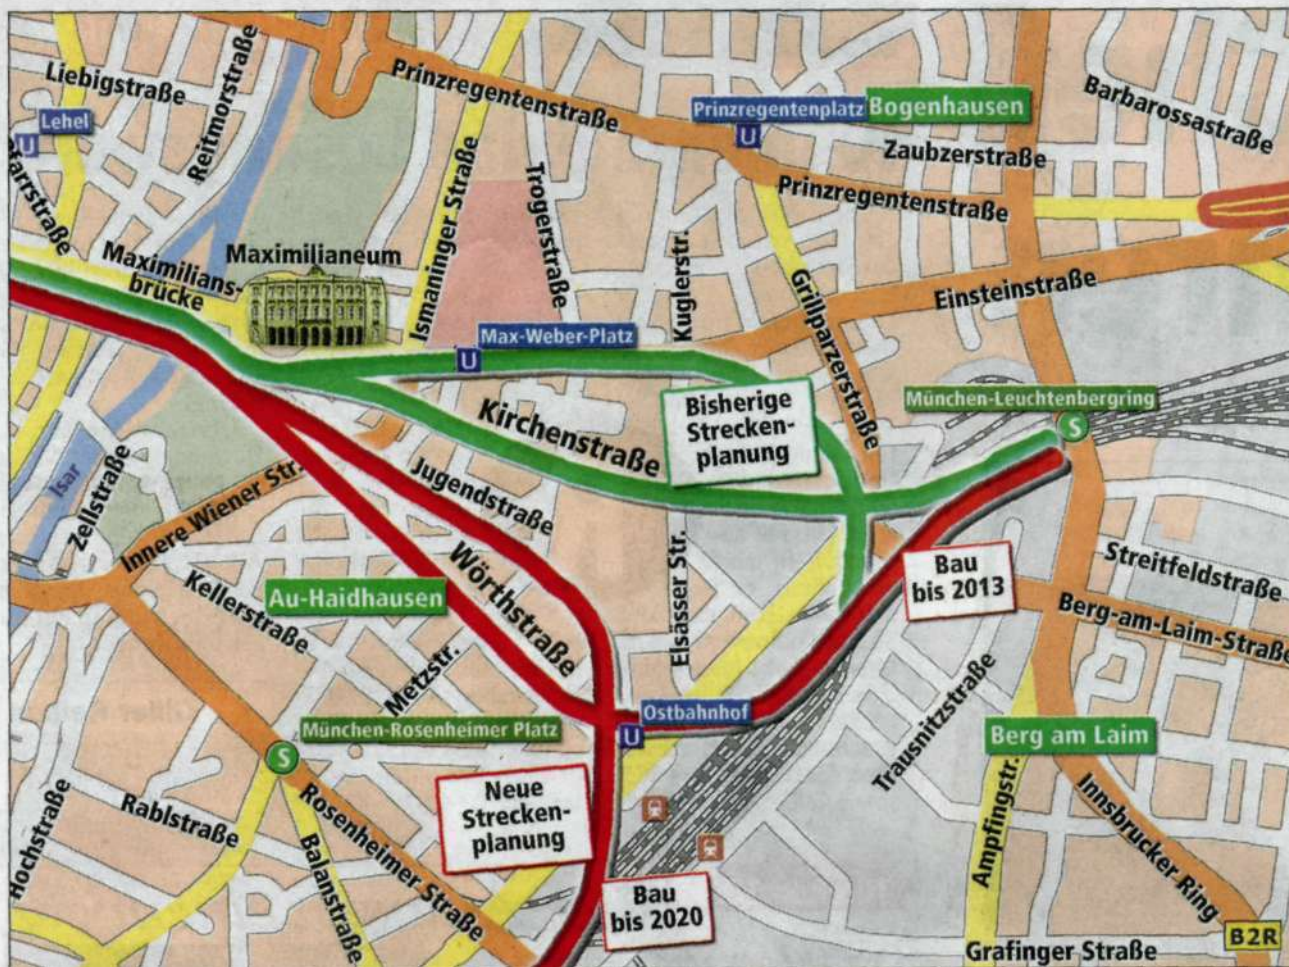 Liebigstraße
Reitmorstraße
Lehel
U
Prinzregentenstraße
Prinzregentenplatz
U
Bogenhausen
Barbarossastraße
Zaubzerstraße
Prinzregentenstraße
Maximilians-
brücke
Maximilianeum
Ismaninger Straße
Trogerstraße
Kuglerstr.
Grillparzerstraße
Einsteinstraße
Max-Weber-Platz
U
Bisherige
Strecken-
planung
München-Leuchtenbergring
S
Kirchenstraße
Isar
Zellstraße
Innere Wiener Str.
Jugendstraße
Wörthstraße
Kellerstraße
Au-Haidhausen
Metzstr.
Elsässer Str.
Bau
bis 2013
Streitfeldstraße
Berg-am-Laim-Straße
Ostbahnhof
U
München-Rosenheimer Platz
S
Trausnitzstraße
Berg am Laim
Neue
Strecken-
planung
Hochstraße
Rablstraße
Rosenheimer Straße
Balanstraße
Bau
bis 2020
Ampfingstr.
Innsbrucker Ring
B2R
Grafinger Straße